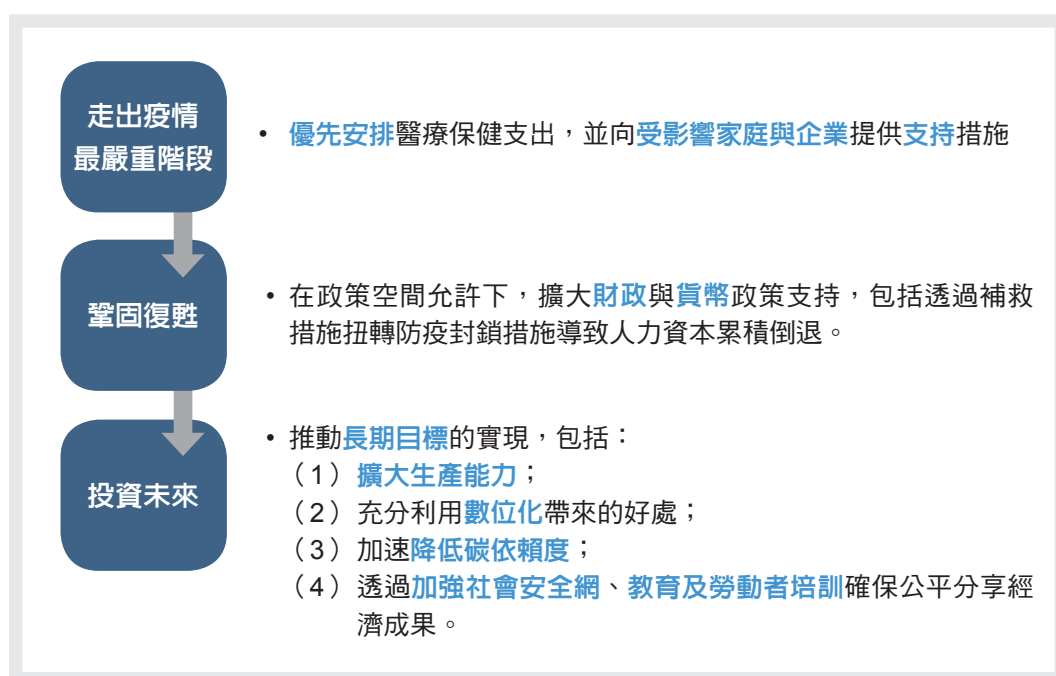 走出疫情
最嚴重階段
• 優先安排醫療保健支出，並向受影響家庭與企業提供支持措施
鞏固復甦
• 在政策空間允許下，擴大財政與貨幣政策支持，包括透過補救
措施扭轉防疫封鎖措施導致人力資本累積倒退。
投資未來
• 推動長期目標的實現，包括：
（1）擴大生產能力；
（2）充分利用數位化帶來的好處；
（3）加速降低碳依賴度；
（4）透過加強社會安全網、教育及勞動者培訓確保公平分享經
濟成果。